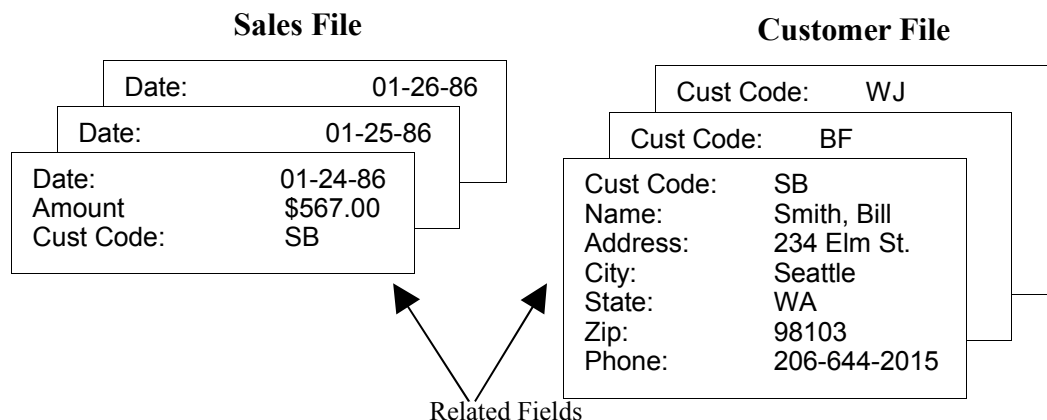 Sales File
Date: 01-26-86
Date: 01-25-86
Date: 01-24-86
Amount $567.00
Cust Code: SB
Customer File
Cust Code: WJ
Cust Code: BF
Cust Code: SB
Name: Smith, Bill
Address: 234 Elm St.
City: Seattle
State: WA
Zip: 98103
Phone: 206-644-2015
Related Fields